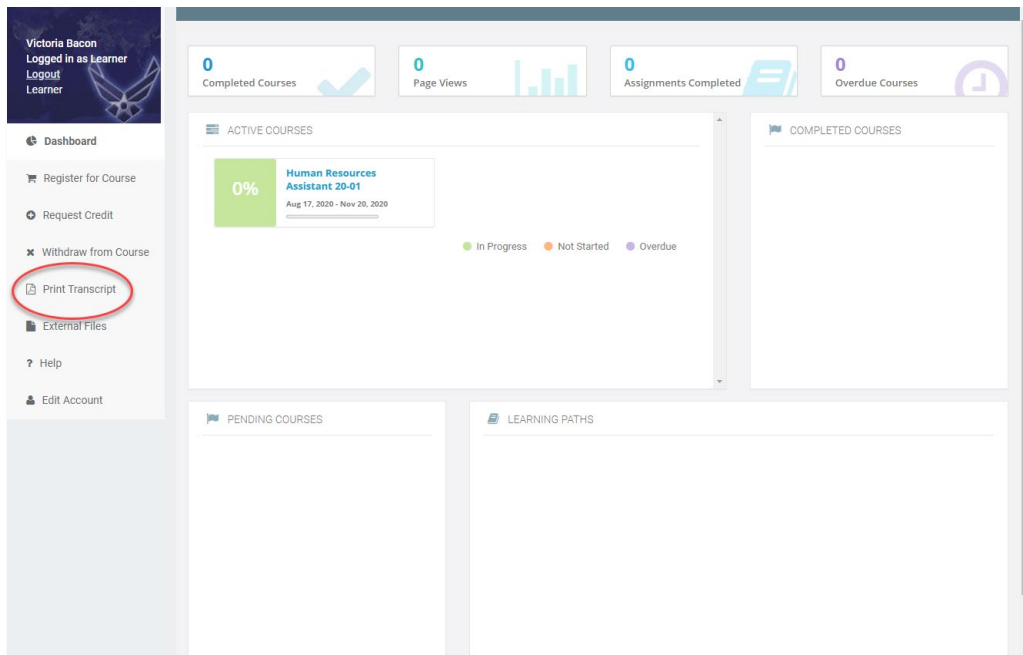 Victoria Bacon
Logged in as Learner
Logout
Learner
Dashboard
Register for Course
Request Credit
Withdraw from Course
Print Transcript
External Files
? Help
Edit Account
0
Completed Courses
0
Page Views
0
Assignments Completed
0
Overdue Courses
ACTIVE COURSES
0%
Human Resources
Assistant 20-01
Aug 17, 2020 - Nov 20, 2020
In Progress Not Started Overdue
COMPLETED COURSES
PENDING COURSES
LEARNING PATHS